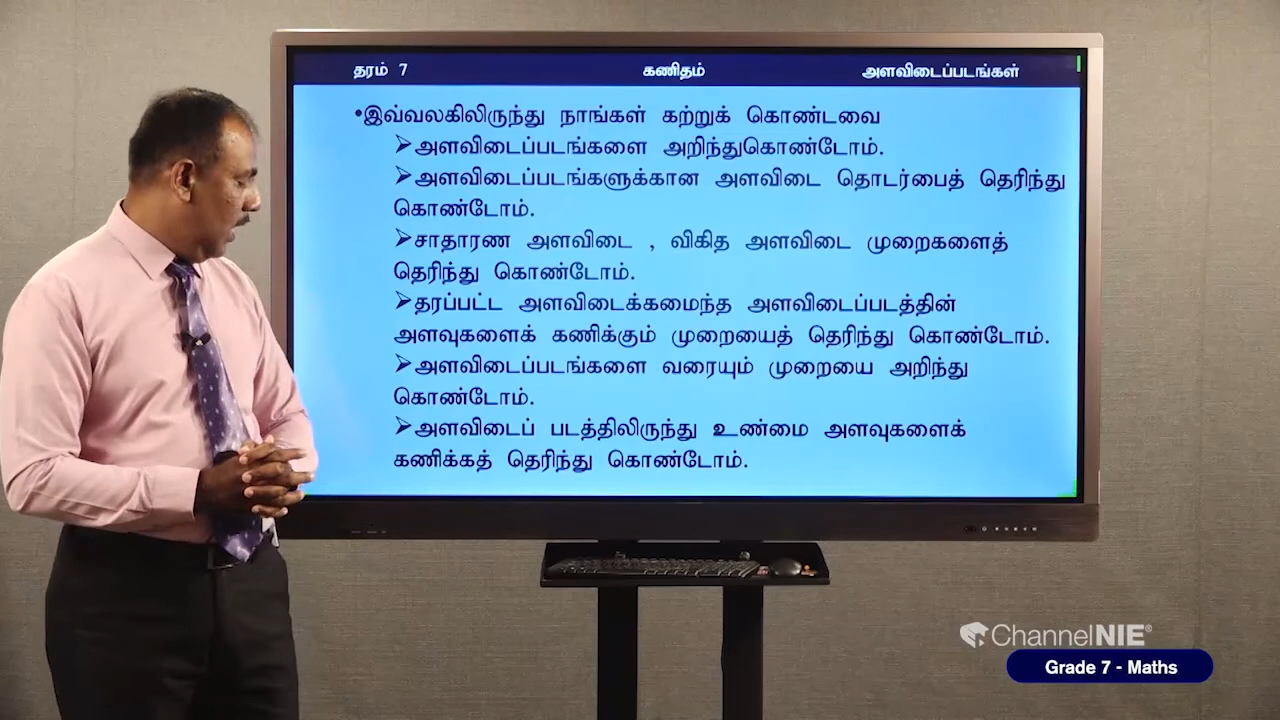 தரம் 7 கணிதம் அளவிடைப்படங்கள்
•இவ்வலகிலிருந்து நாங்கள் கற்றுக் கொண்டவை
➢அளவிடைப்படங்களை அறிந்துகொண்டோம்.
➢அளவிடைப்படங்களுக்கான அளவிடை தொடர்பைத் தெரிந்து
கொண்டோம்.
➢சாதாரண அளவிடை , விகித அளவிடை முறைகளைத்
தெரிந்து கொண்டோம்.
➢தரப்பட்ட அளவிடைக்கமைந்த அளவிடைப்படத்தின்
அளவுகளைக் கணிக்கும் முறையைத் தெரிந்து கொண்டோம்.
➢அளவிடைப்படங்களை வரையும் முறையை அறிந்து
கொண்டோம்.
➢அளவிடைப் படத்திலிருந்து உண்மை அளவுகளைக்
கணிக்கத் தெரிந்து கொண்டோம்.
ChannelNIE®
Grade 7 - Maths